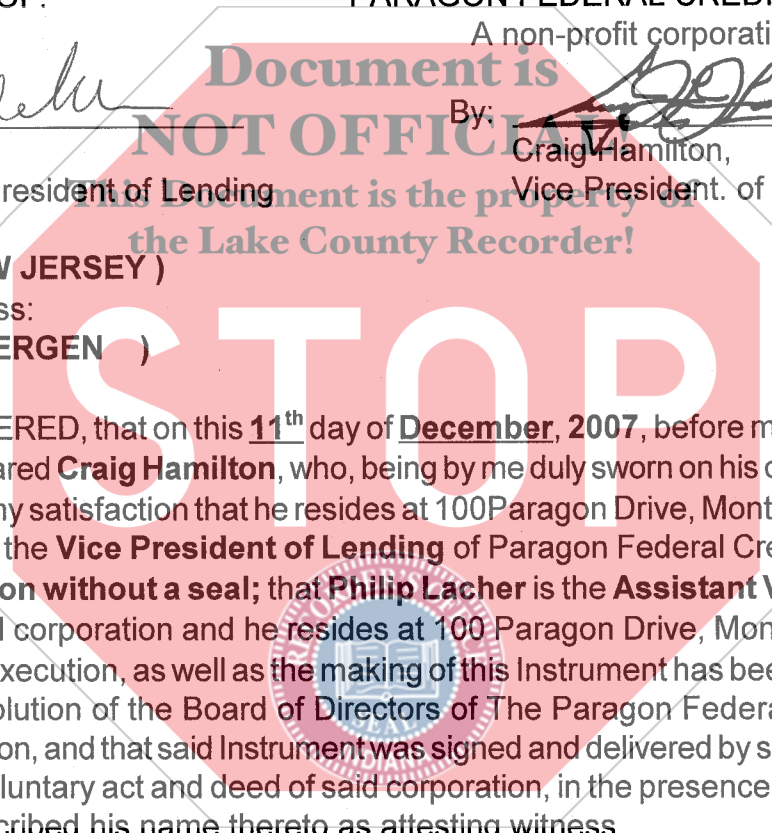 PARAGON FEDERAL CREDI
A non-profit corporati
Document is
By:
NOT OFFICIAL!
Craig Hamilton,
resident of Lending
Vice President. of
This Document is the property of
the Lake County Recorder!
W JERSEY )
ss:
ERGEN )
STOP
ERED, that on this 11th day of December, 2007, before m
ared Craig Hamilton, who, being by me duly sworn on his o
ny satisfaction that he resides at 100Paragon Drive, Mont
the Vice President of Lending of Paragon Federal Cre
on without a seal; that Philip Lacher is the Assistant V
l corporation and he resides at 100 Paragon Drive, Mon
xecution, as well as the making of this Instrument has bee
olution of the Board of Directors of The Paragon Federa
on, and that said Instrument was signed and delivered by s
luntary act and deed of said corporation, in the presence
cribed his name thereto as attesting witness